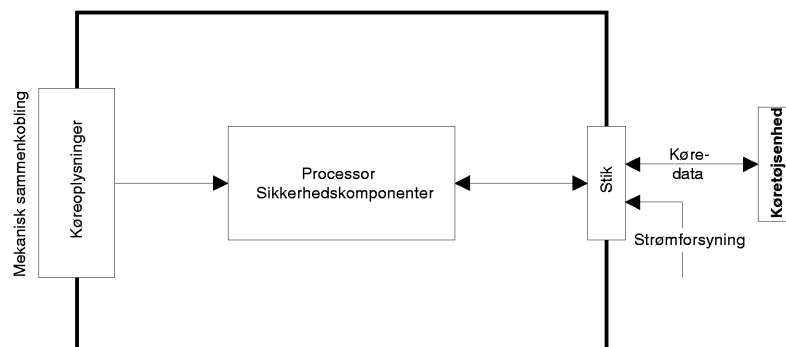 Mekanisk sammenkobling
Køreoplysninger
Processor
Sikkerhedskomponenter
Stik
Køre-
data
Strømforsyning
Køretøjsenhed